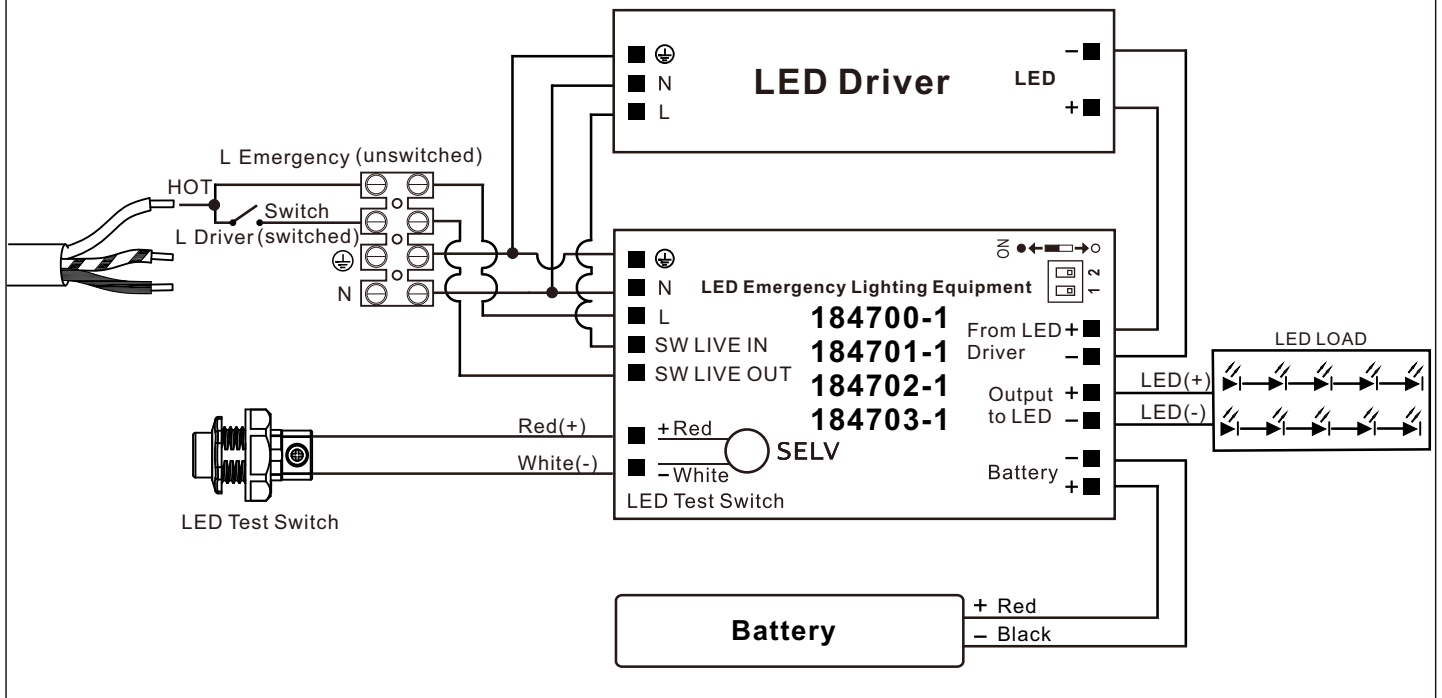 LED Driver
N
L
LED
−
+
L Emergency (unswitched)
HOT
Switch
L Driver (switched)
N
ON
1 2
LED Emergency Lighting Equipment
184700-1
184701-1
184702-1
184703-1
N
L
SW LIVE IN
SW LIVE OUT
+Red
−White
SELV
LED Test Switch
From LED Driver
+
−
Output
to LED
+
−
Battery
−
+
LED LOAD
LED(+)
LED(-)
Red(+)
White(-)
LED Test Switch
Battery
+ Red
− Black